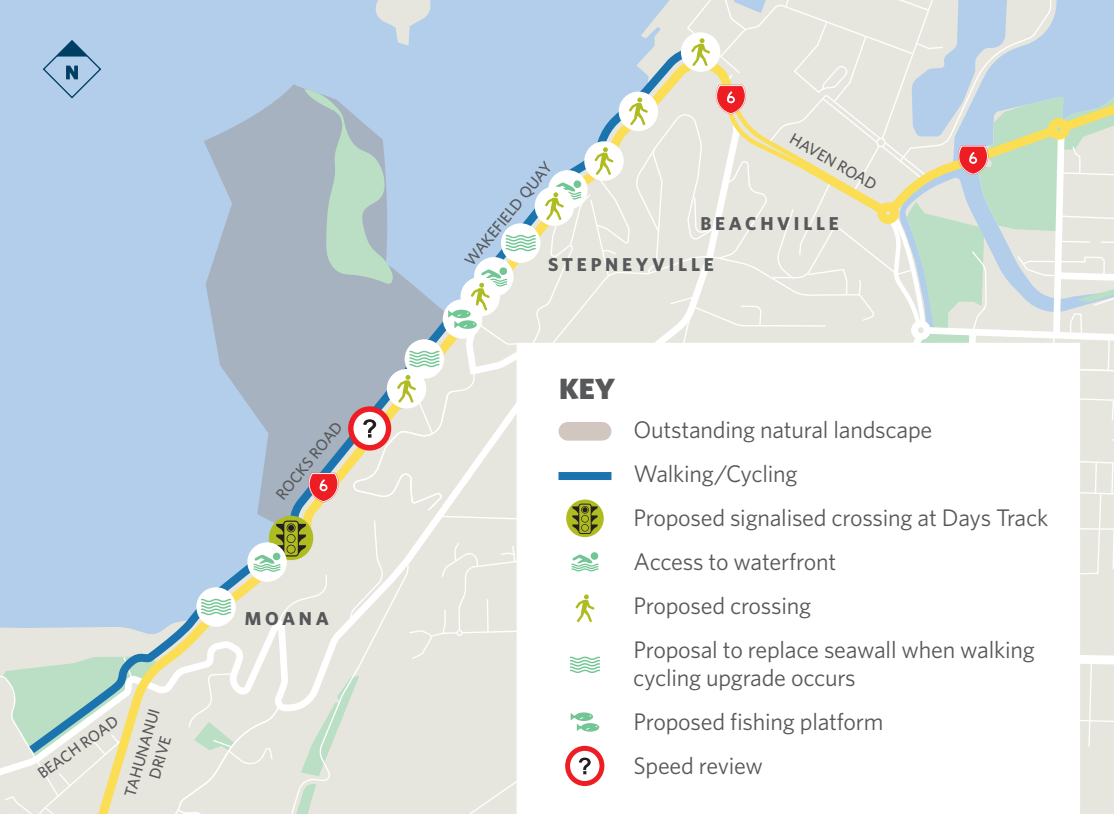 N
6
HAVEN ROAD
6
WAKEFIELD QUAY
BEACHVILLE
STEPNEYVILLE
?
ROCKS ROAD
6
MOANA
BEACH ROAD
TAHUNANUI
DRIVE
KEY
Outstanding natural landscape
Walking/Cycling
Proposed signalised crossing at Days Track
Access to waterfront
Proposed crossing
Proposal to replace seawall when walking
cycling upgrade occurs
Proposed fishing platform
?
Speed review